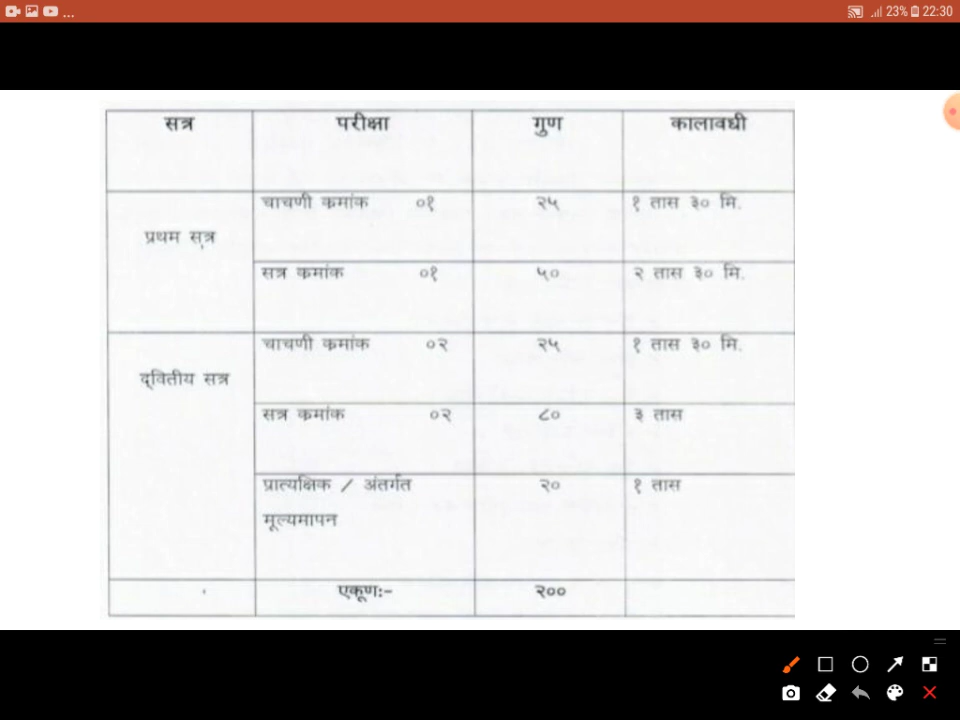 ... 23% 22:30
सत्र परीक्षा गुण कालावधी
चाचणी क्रमांक ०१ २५ १ तास ३० मि.
प्रथम सत्र
सत्र कमांक ०१ ५० २ तास ३० मि.
चाचणी क्रमांक ०२ २५ १ तास ३० मि.
द्वितीय सत्र
सत्र कमांक ०२ ८० ३ तास
प्रात्यक्षिक / अंतर्गत २० १ तास
मूल्यमापन
एकूणः- २००